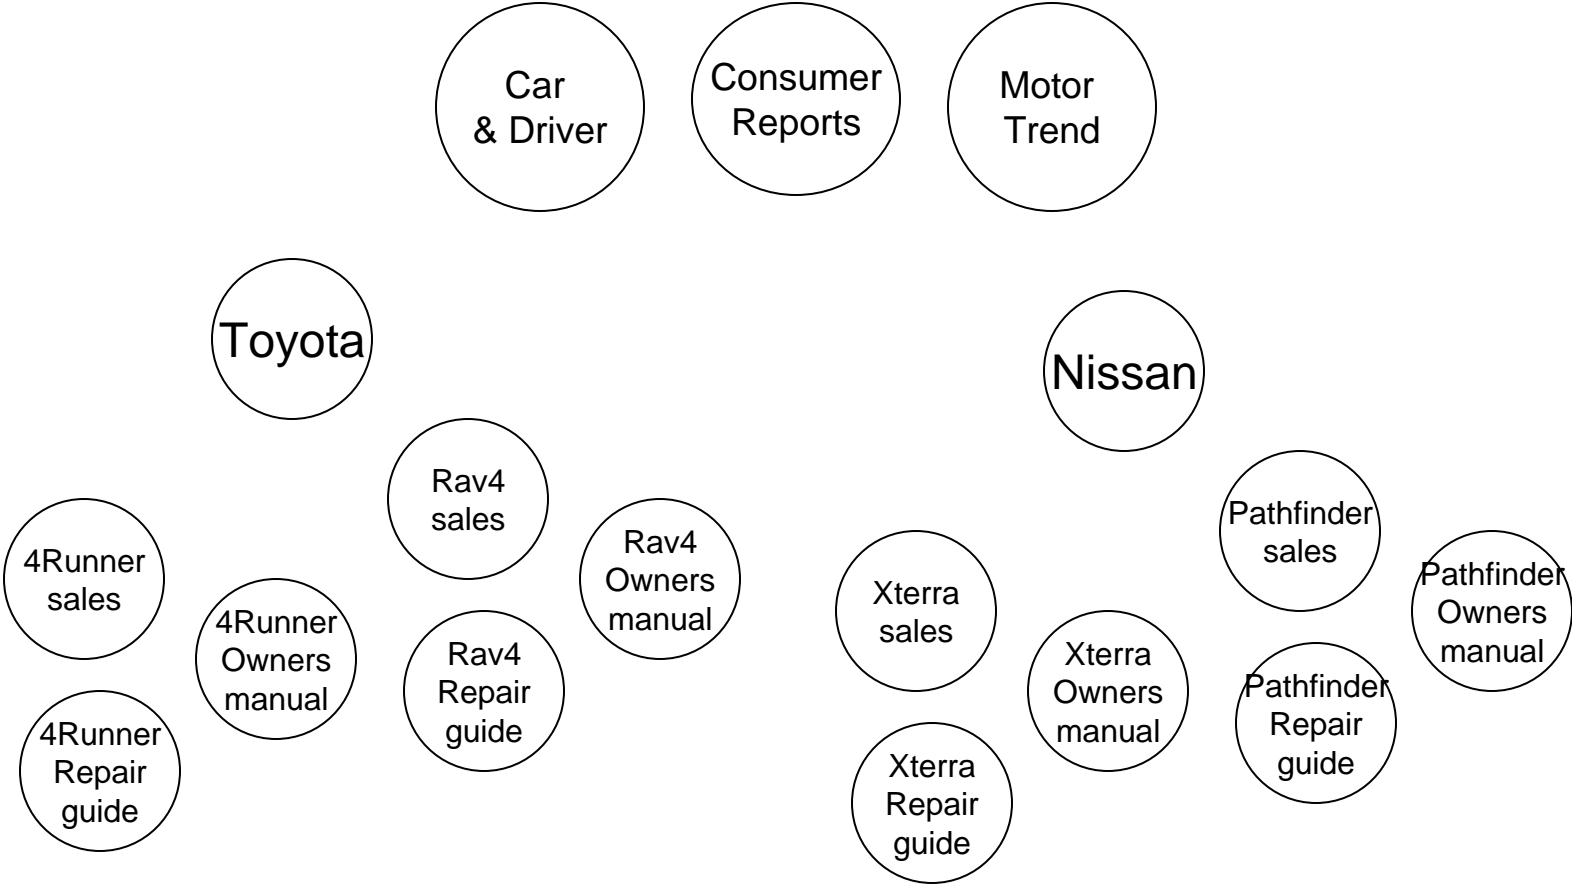 Car
& Driver
Consumer
Reports
Motor
Trend
Toyota
Nissan
Rav4
sales
4Runner
sales
Rav4
Owners
manual
4Runner
Owners
manual
Rav4
Repair
guide
4Runner
Repair
guide
Pathfinder
sales
Xterra
sales
Pathfinder
Owners
manual
Xterra
Owners
manual
Pathfinder
Repair
guide
Xterra
Repair
guide